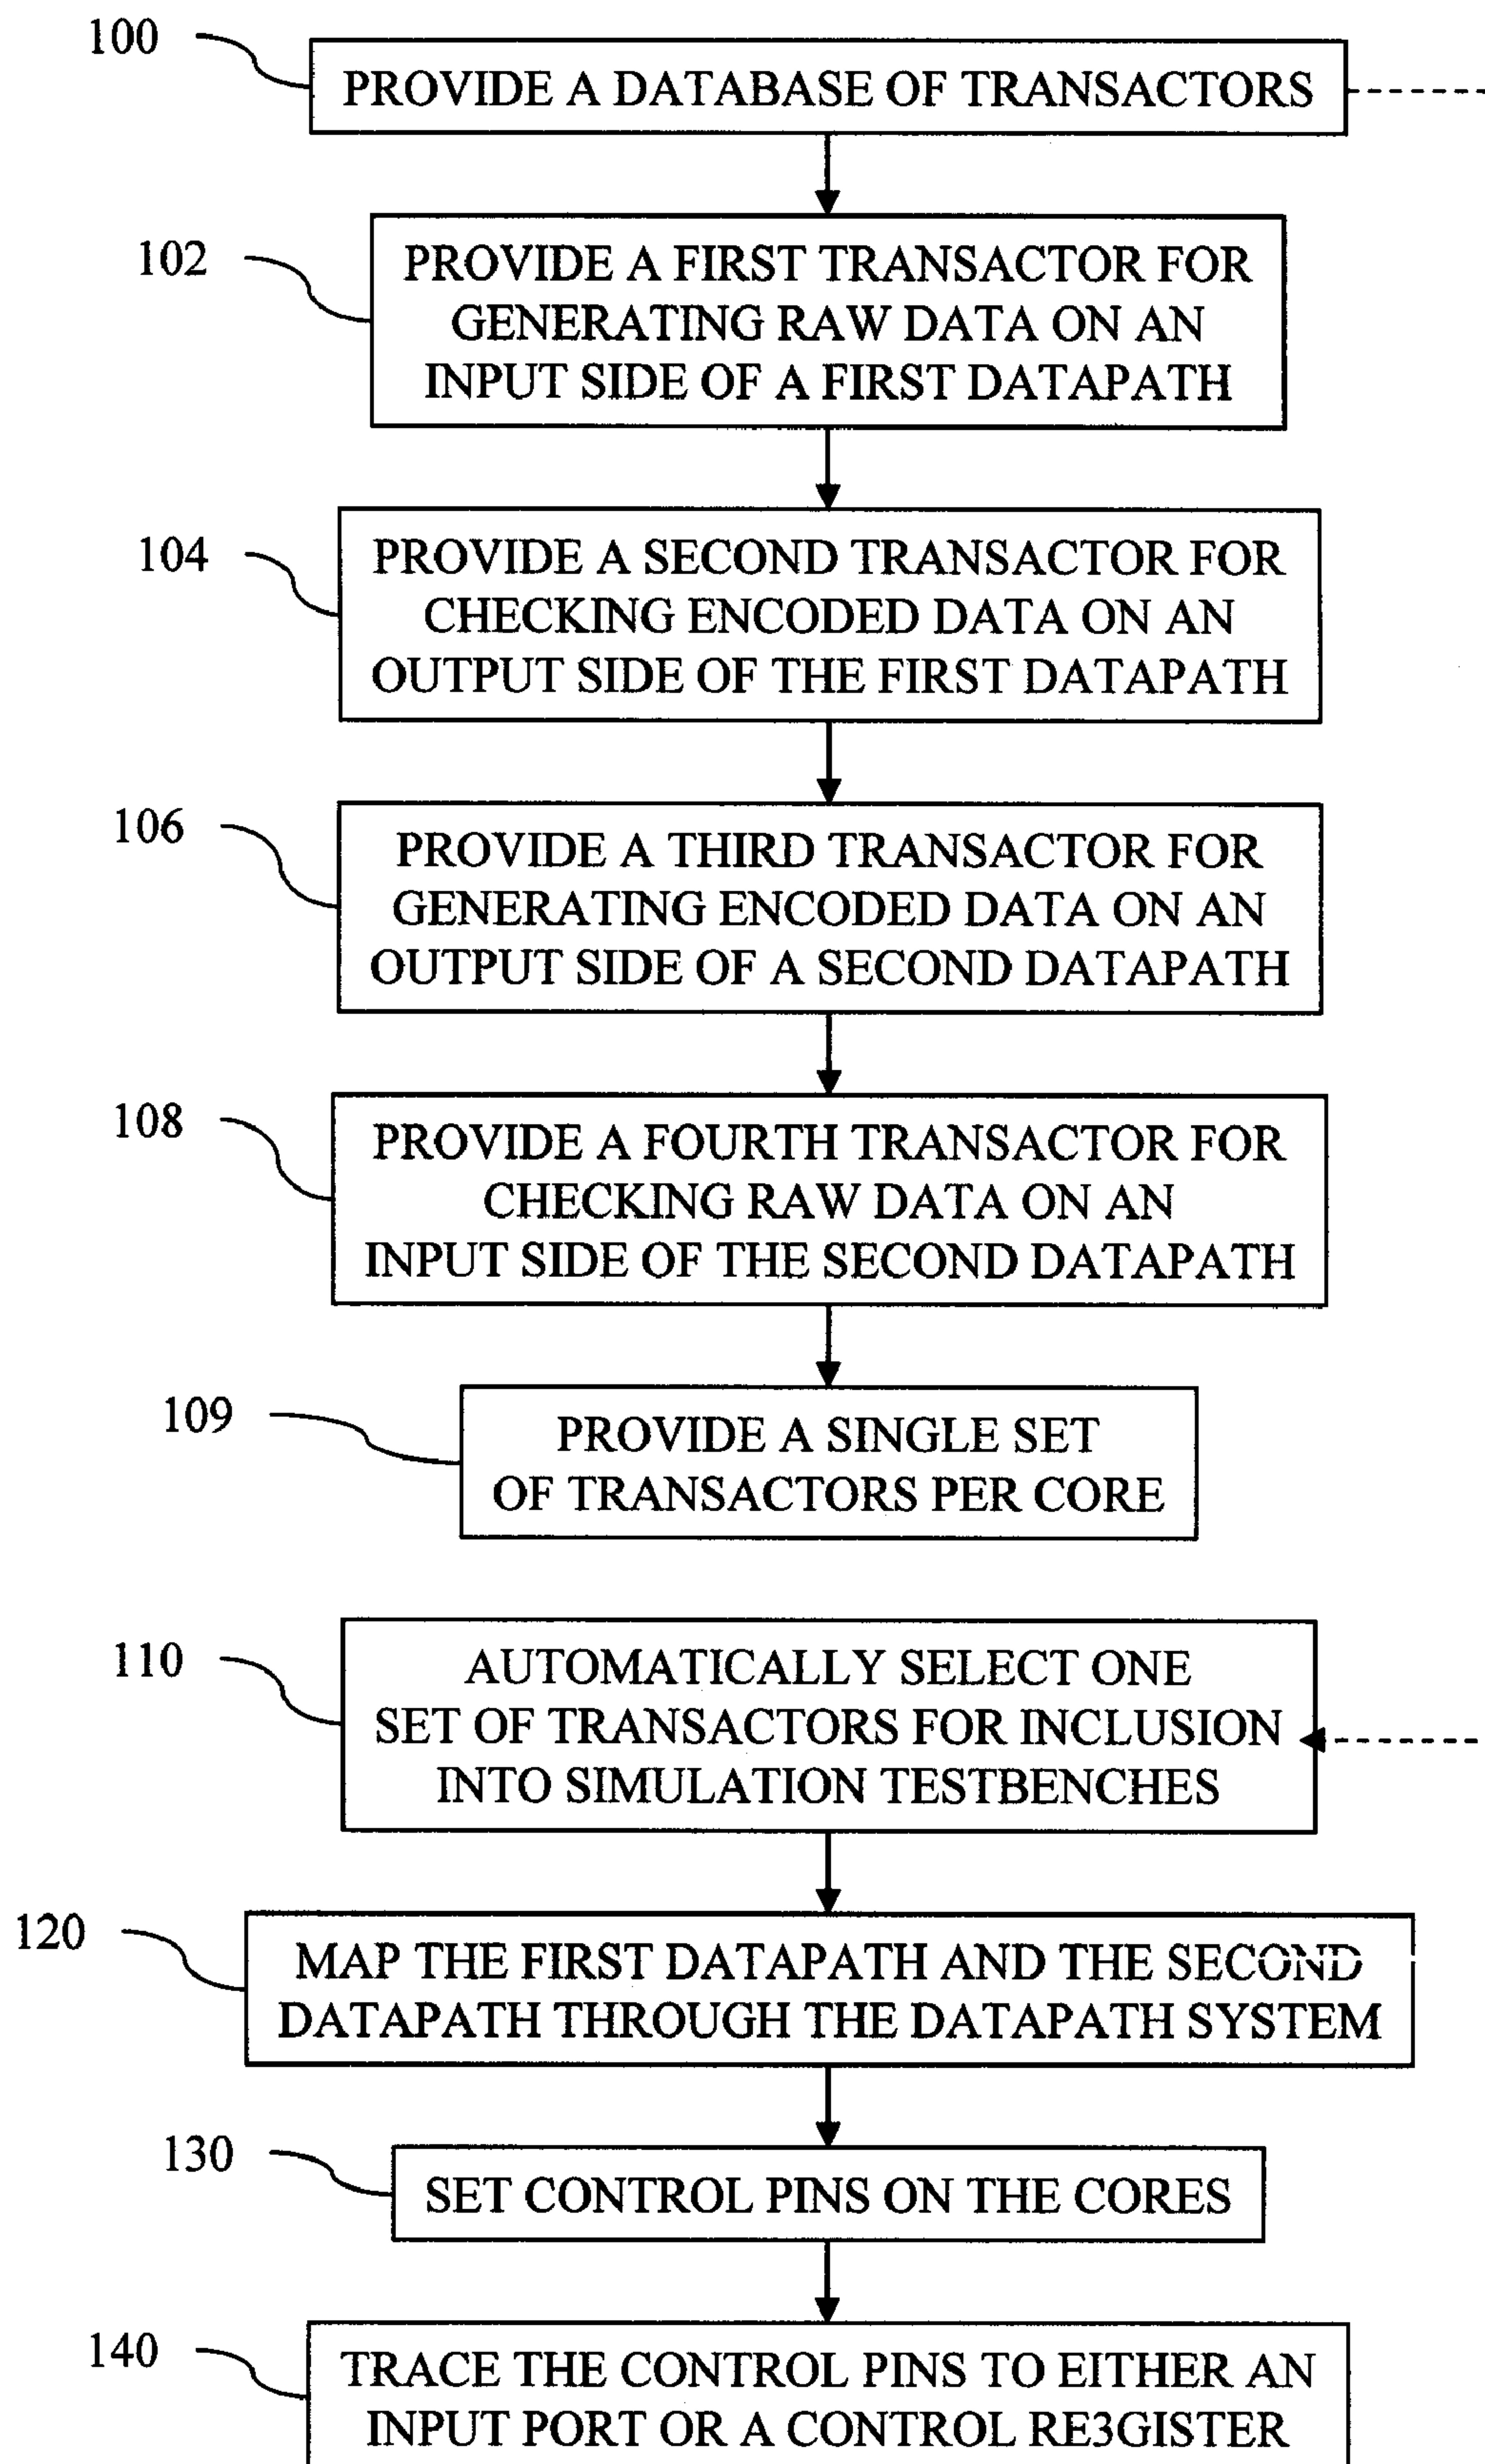 100
PROVIDE A DATABASE OF TRANSACTORS
102
PROVIDE A FIRST TRANSACTOR FOR
GENERATING RAW DATA ON AN
INPUT SIDE OF A FIRST DATAPATH
104
PROVIDE A SECOND TRANSACTOR FOR
CHECKING ENCODED DATA ON AN
OUTPUT SIDE OF THE FIRST DATAPATH
106
PROVIDE A THIRD TRANSACTOR FOR
GENERATING ENCODED DATA ON AN
OUTPUT SIDE OF A SECOND DATAPATH
108
PROVIDE A FOURTH TRANSACTOR FOR
CHECKING RAW DATA ON AN
INPUT SIDE OF THE SECOND DATAPATH
109
PROVIDE A SINGLE SET
OF TRANSACTORS PER CORE
110
AUTOMATICALLY SELECT ONE
SET OF TRANSACTORS FOR INCLUSION
INTO SIMULATION TESTBENCHES
120
MAP THE FIRST DATAPATH AND THE SECOND
DATAPATH THROUGH THE DATAPATH SYSTEM
130
SET CONTROL PINS ON THE CORES
140
TRACE THE CONTROL PINS TO EITHER AN
INPUT PORT OR A CONTROL RE3GISTER